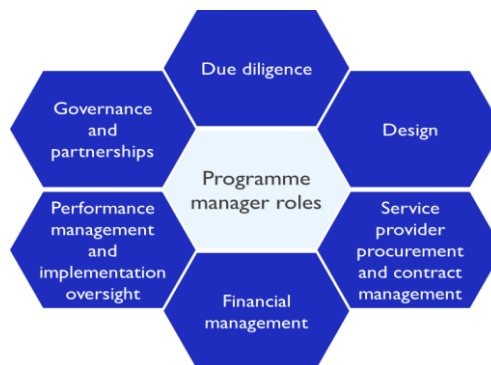 Due diligence
Governance
and
partnerships
Design
Programme
manager roles
Performance
management
and
implementation
oversight
Service
provider
procurement
and contract
management
Financial
management